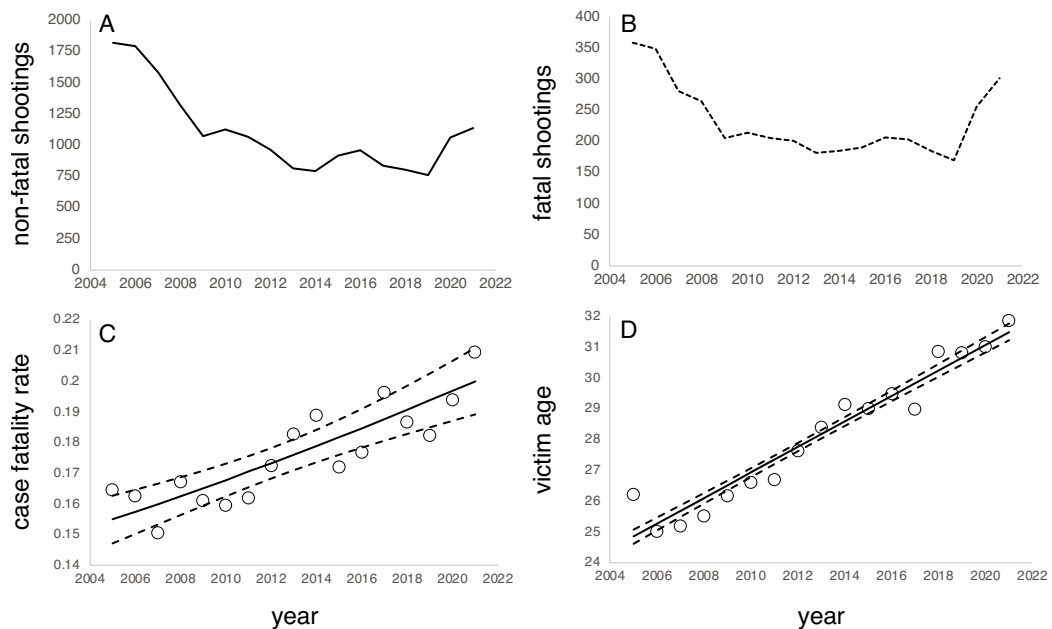 A
non-fatal shootings
2000
1750
1500
1250
1000
750
500
250
0
2004 2006 2008 2010 2012 2014 2016 2018 2020 2022
B
fatal shootings
400
350
300
250
200
150
100
50
0
2004 2006 2008 2010 2012 2014 2016 2018 2020 2022
C
case fatality rate
0.22
0.21
0.2
0.19
0.18
0.17
0.16
0.15
0.14
2004 2006 2008 2010 2012 2014 2016 2018 2020 2022
year
D
victim age
32
31
30
29
28
27
26
25
24
2004 2006 2008 2010 2012 2014 2016 2018 2020 2022
year